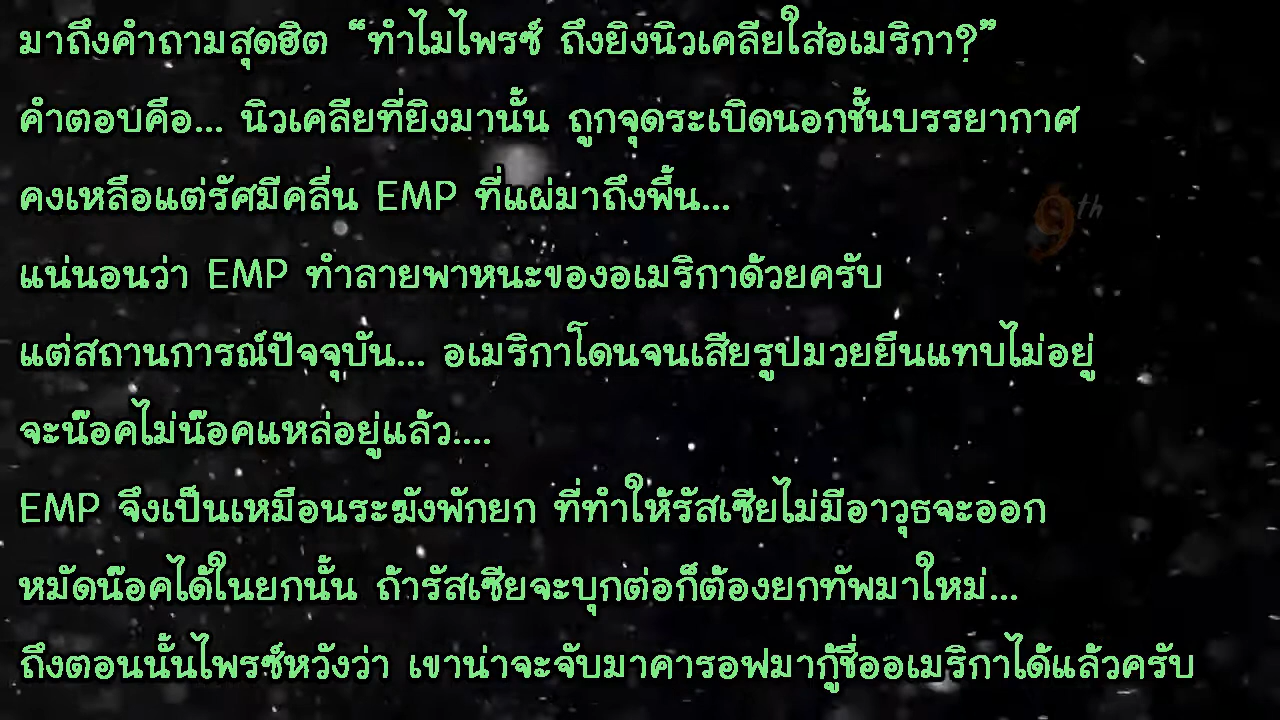 มาถึงคำถามสุดฮิต “ทำไมไพรซ์ ถึงยิงนิวเคลียใส่อเมริกา?”
คำตอบคือ... นิวเคลียที่ยิงมานั้น ถูกจุดระเบิดนอกชั้นบรรยากาศ
คงเหลือแต่รัศมีคลื่น EMP ที่แผ่มาถึงพื้น...
9th
แน่นอนว่า EMP ทำลายพาหนะของอเมริกาด้วยครับ
แต่สถานการณ์ปัจจุบัน... อเมริกาโดนจนเสียรูปมวยยืนแทบไม่อยู่
จะน๊อคไม่น๊อคแหล่อยู่แล้ว....
EMP จึงเป็นเหมือนระฆังพักยก ที่ทำให้รัสเซียไม่มีอาวุธจะออก
หมัดน๊อคได้ในยกนั้น ถ้ารัสเซียจะบุกต่อก็ต้องยกทัพมาใหม่...
ถึงตอนนั้นไพรซ์หวังว่า เขาน่าจะจับมาคารอฟมากู้ชื่ออเมริกาได้แล้วครับ